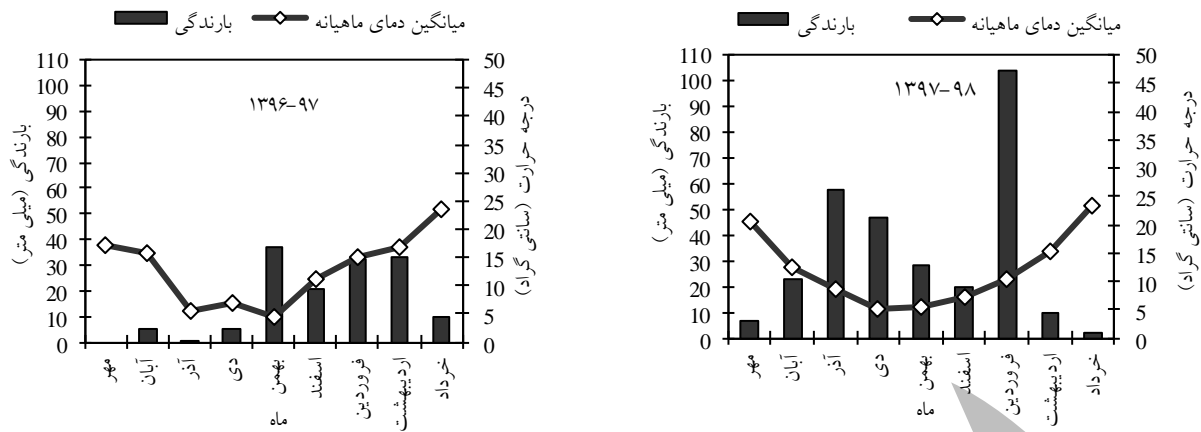 بارندگی
میانگین دمای ماهیانه
۱۳۹۶-۹۷
بارندگی (میلی متر)
110
100
90
80
70
60
50
40
30
20
10
0
درجه حرارت (سانتی گراد)
50
45
40
35
30
25
20
15
10
5
0
مهر
آبان
آذر
دی
بهمن
اسفند
فروردین
اردیبهشت
خرداد
ماه
بارندگی
میانگین دمای ماهیانه
۱۳۹۷-۹۸
بارندگی (میلی متر)
110
100
90
80
70
60
50
40
30
20
10
0
درجه حرارت (سانتی گراد)
50
45
40
35
30
25
20
15
10
5
0
مهر
آبان
آذر
دی
بهمن
اسفند
فروردین
اردیبهشت
خرداد
ماه